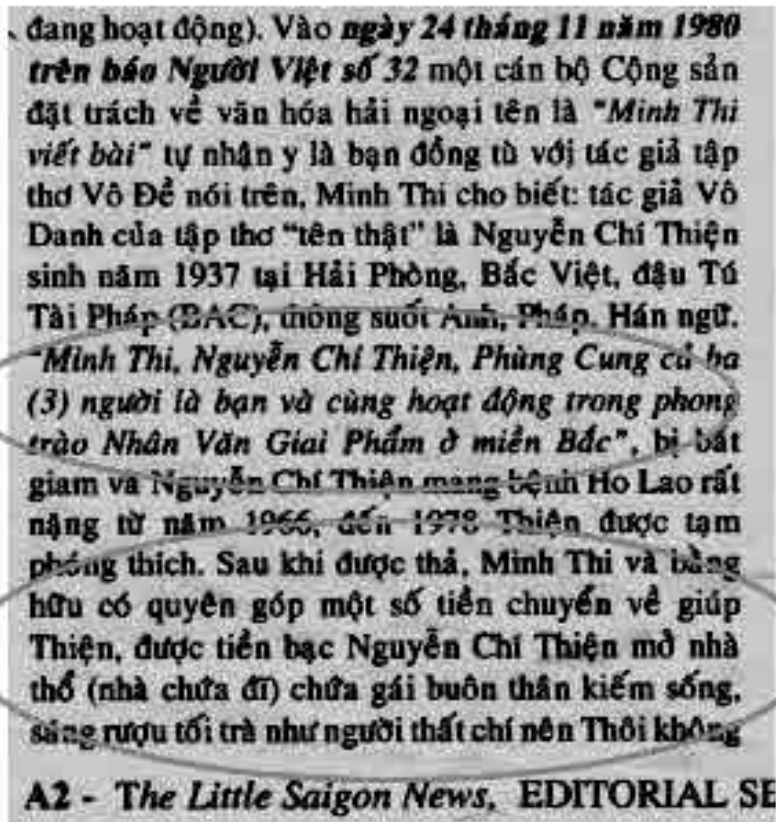 đang hoạt động). Vào ngày 24 tháng 11 năm 1980
trên báo Người Việt số 32 một cán bộ Cộng sản
đặt trách về văn hóa hải ngoại tên là "Minh Thi
viết bài" tự nhận y là bạn đồng tù với tác giả tập
thơ Vô Đề nói trên, Minh Thi cho biết: tác giả Vô
Danh của tập thơ "tên thật" là Nguyễn Chí Thiện
sinh năm 1937 tại Hải Phòng, Bắc Việt, đậu Tú
Tài Pháp (BAC), thông suốt Anh, Pháp, Hán ngữ.
"Minh Thi, Nguyễn Chí Thiện, Phùng Cung cả ba
(3) người là bạn và cùng hoạt động trong phong
trào Nhân Văn Giai Phẩm ở miền Bắc", bị bắt
giam và Nguyễn Chí Thiện mang bệnh Ho Lao rất
nặng từ năm 1966, đến 1978 Thiện được tạm
phóng thích. Sau khi được thả, Minh Thi và bằng
hữu có quyên góp một số tiền chuyển về giúp
Thiện, được tiền bạc Nguyễn Chí Thiện mở nhà
thổ (nhà chứa đĩ) chứa gái buôn thân kiếm sống,
sáng rượu tối trà như người thất chí nên Thôi không
A2 - The Little Saigon News, EDITORIAL SE